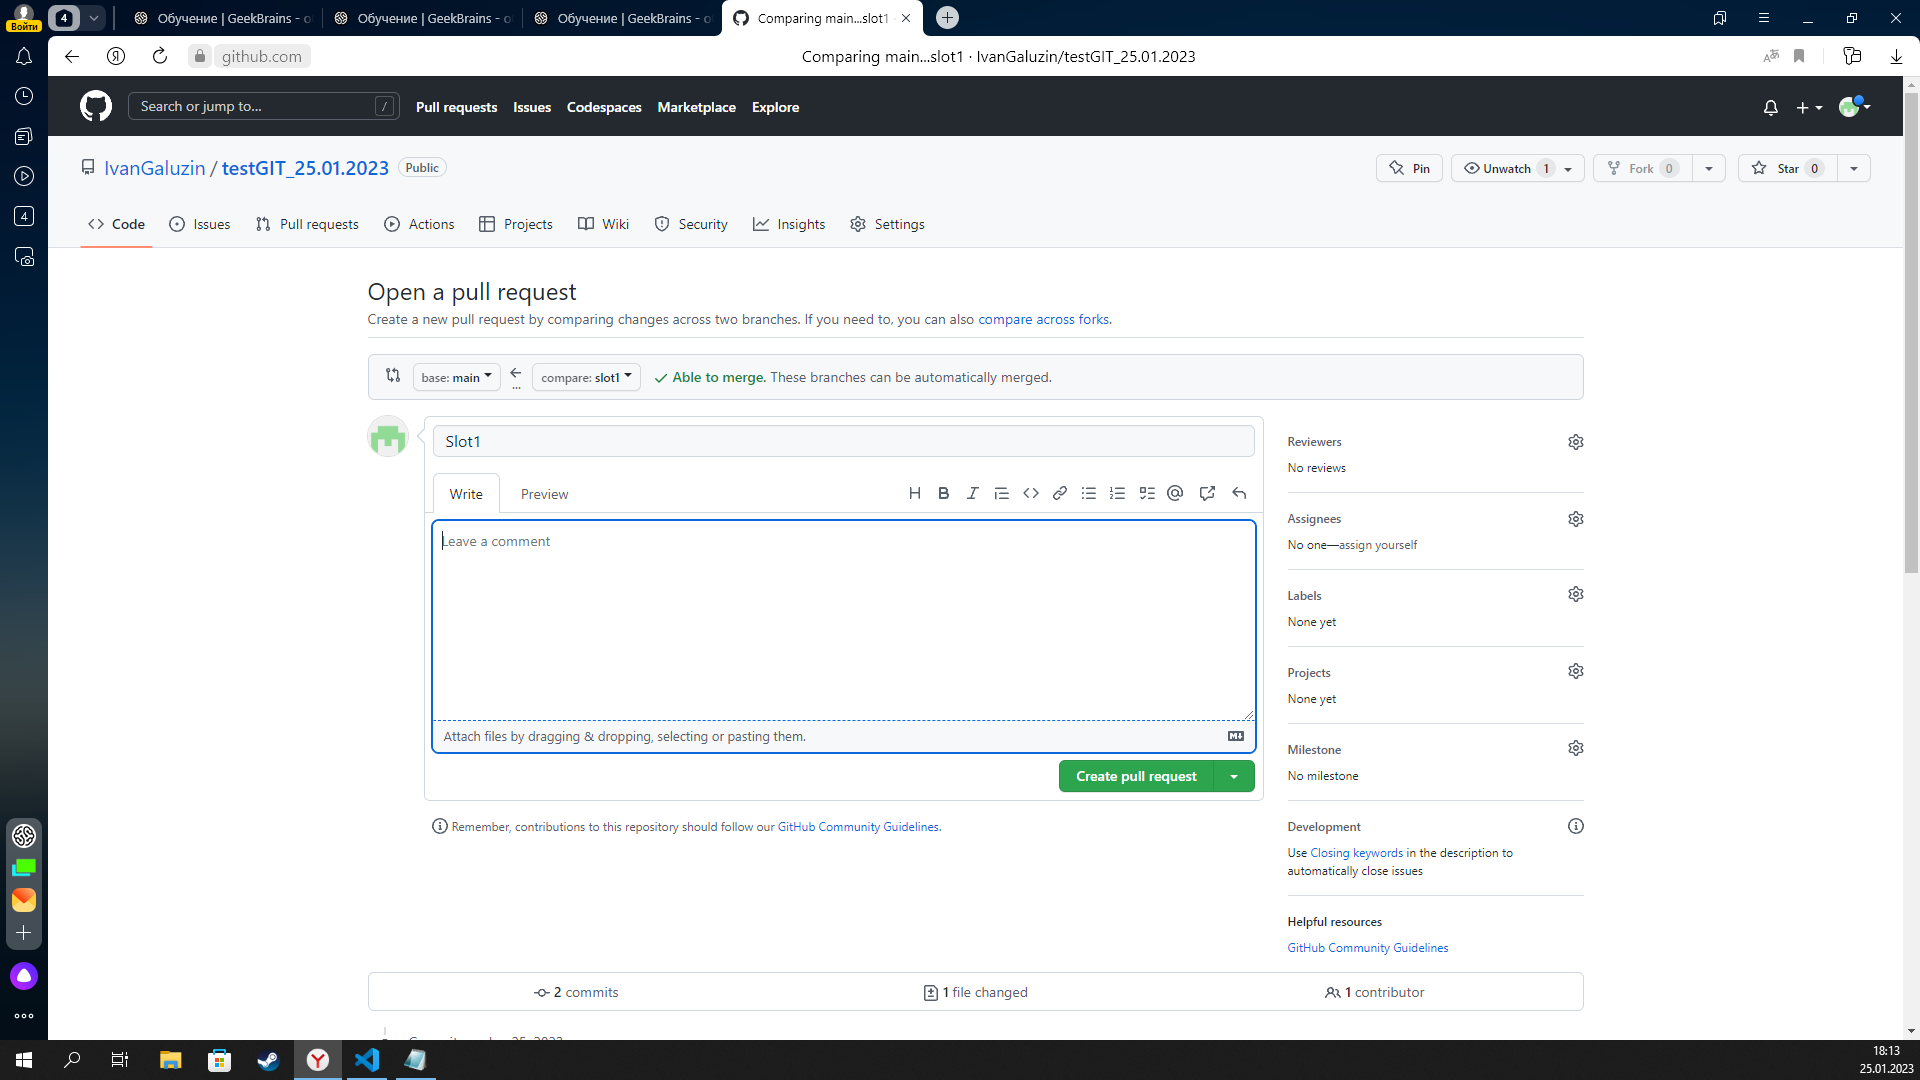 Войти
4
Обучение | GeekBrains - о
Обучение | GeekBrains - о
Обучение | GeekBrains - о
Comparing main...slot1
github.com
Comparing main...slot1 · IvanGaluzin/testGIT_25.01.2023
Search or jump to...
/
Pull requests
Issues
Codespaces
Marketplace
Explore
IvanGaluzin / testGIT_25.01.2023
Public
Pin
Unwatch 1
Fork 0
Star 0
4
Code
Issues
Pull requests
Actions
Projects
Wiki
Security
Insights
Settings
Open a pull request
Create a new pull request by comparing changes across two branches. If you need to, you can also compare across forks.
base: main
...
compare: slot1
Able to merge. These branches can be automatically merged.
Slot1
Write
Preview
Leave a comment
Attach files by dragging & dropping, selecting or pasting them.
Create pull request
Remember, contributions to this repository should follow our GitHub Community Guidelines.
Reviewers
No reviews
Assignees
No one—assign yourself
Labels
None yet
Projects
None yet
Milestone
No milestone
Development
Use Closing keywords in the description to
automatically close issues
Helpful resources
GitHub Community Guidelines
2 commits
1 file changed
1 contributor
18:13
25.01.2023